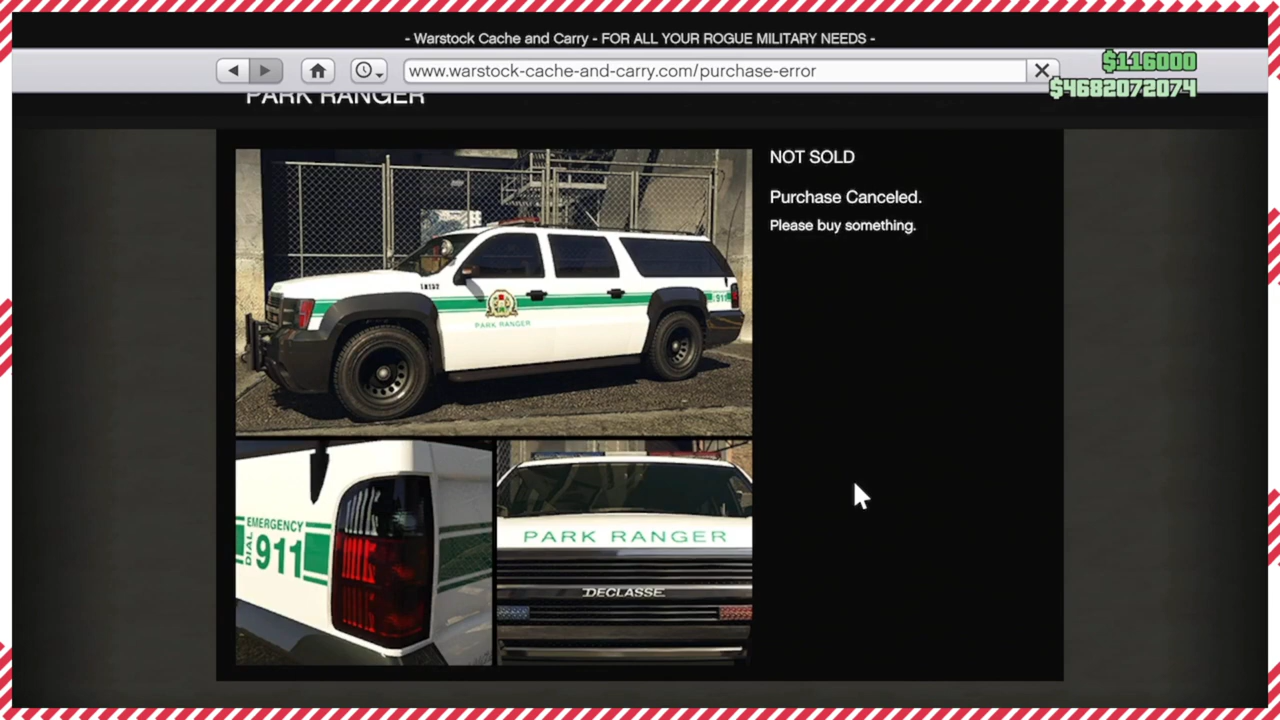 - Warstock Cache and Carry - FOR ALL YOUR ROGUE MILITARY NEEDS -
www.warstock-cache-and-carry.com/purchase-error
$116000
$4682072074
PARK RANGER
NOT SOLD
Purchase Canceled.
Please buy something.
PARK RANGER
911
EMERGENCY
DIAL 911
PARK RANGER
DECLASSE